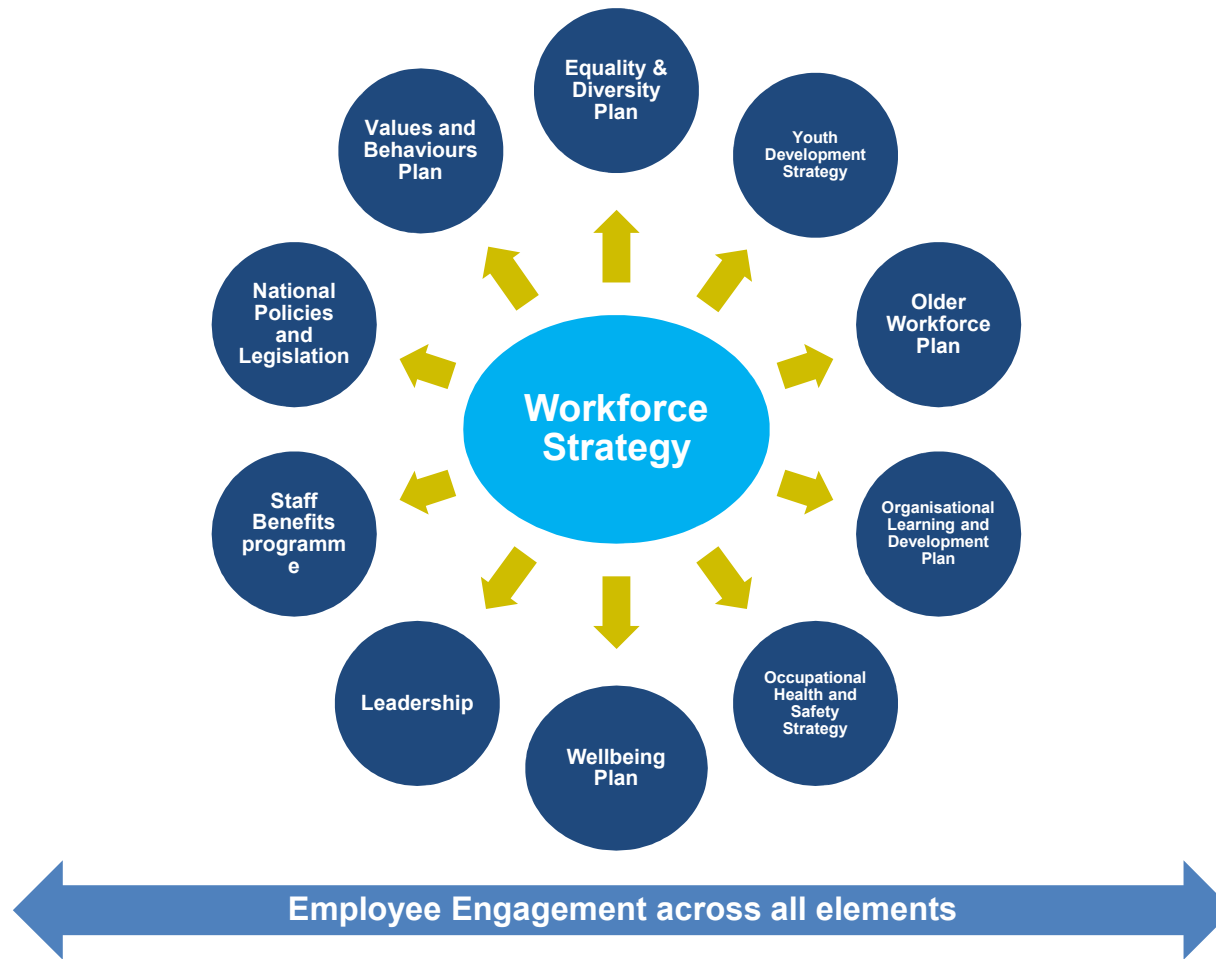 Equality &
Diversity
Plan
Youth
Development
Strategy
Older
Workforce
Plan
Organisational
Learning and
Development
Plan
Occupational
Health and
Safety
Strategy
Wellbeing
Plan
Leadership
Staff
Benefits
programm
e
National
Policies
and
Legislation
Values and
Behaviours
Plan
Workforce
Strategy
Employee Engagement across all elements